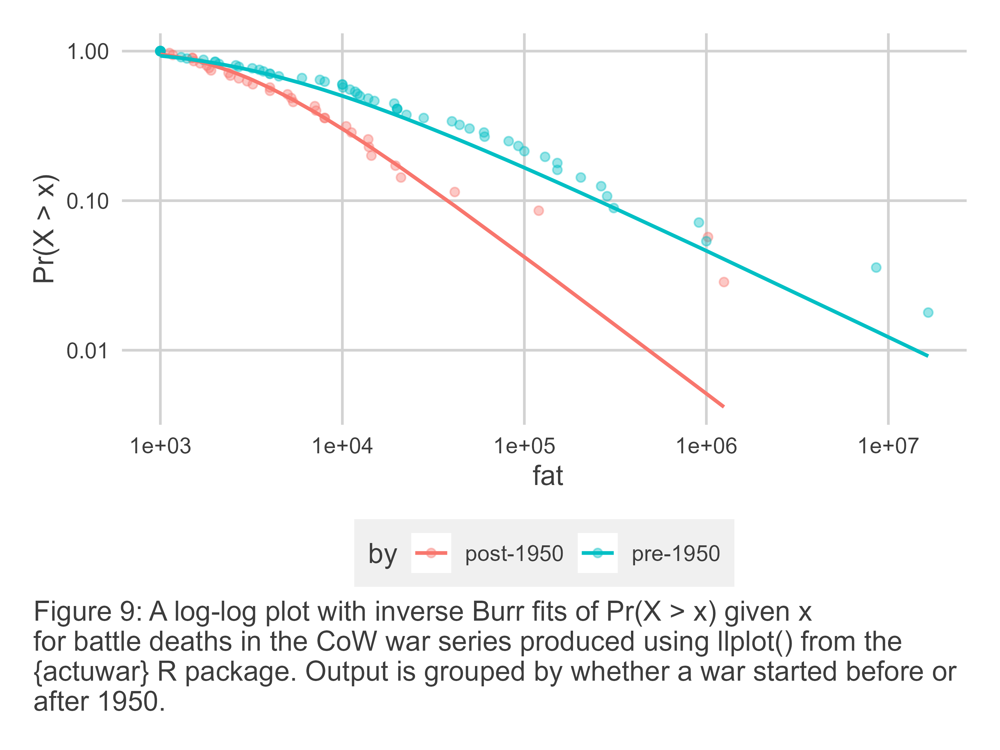 1.00
0.10
0.01
Pr(X > x)
1e+03 1e+04 1e+05 1e+06 1e+07
fat
by post-1950 pre-1950
Figure 9: A log-log plot with inverse Burr fits of Pr(X > x) given x
for battle deaths in the CoW war series produced using llplot() from the
{actuwar} R package. Output is grouped by whether a war started before or
after 1950.